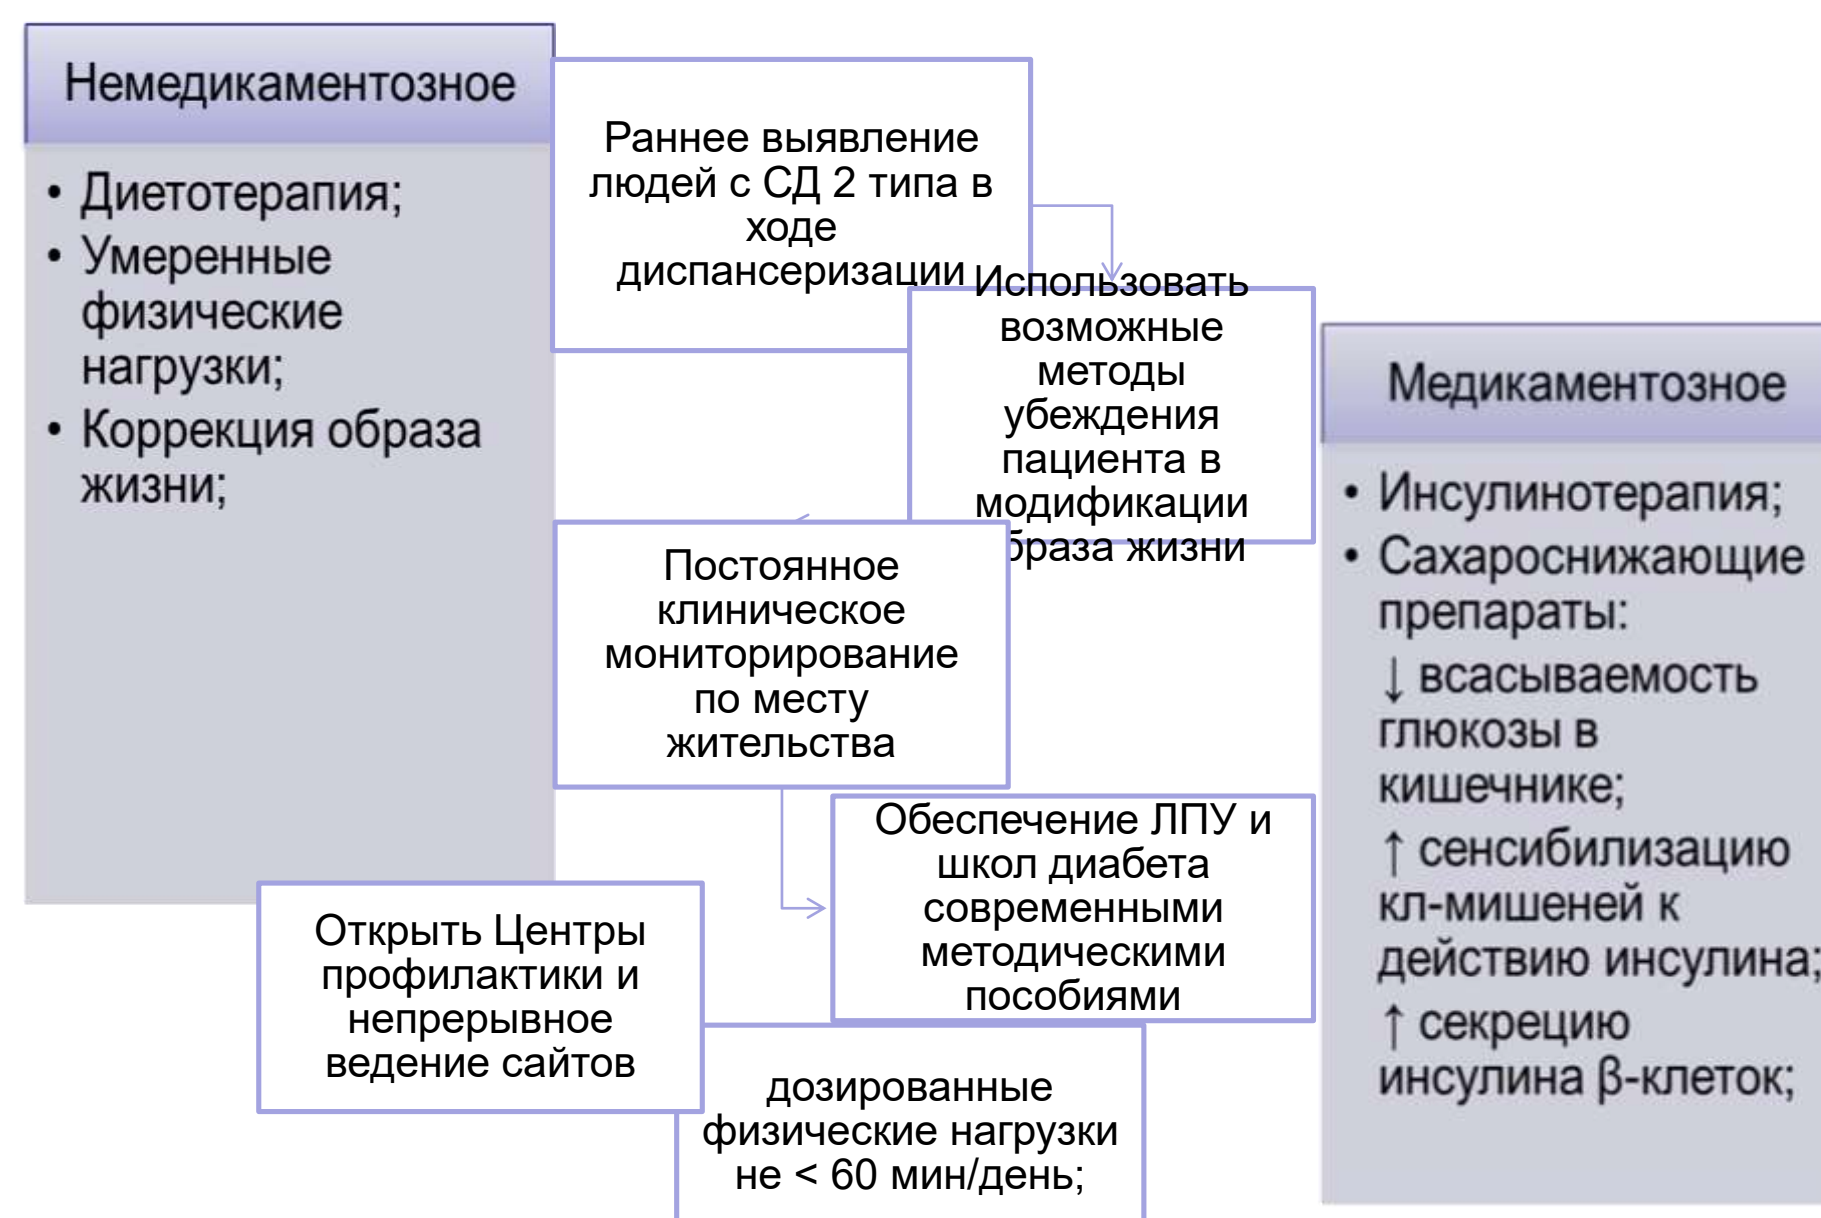 Немедикаментозное
• Диетотерапия;
• Умеренные
физические
нагрузки;
• Коррекция образа
жизни;
Раннее выявление
людей с СД 2 типа в
ходе
диспансеризации
Использовать
возможные
методы
убеждения
пациента в
модификации
браза жизни
Постоянное
клиническое
мониторирование
по месту
жительства
Обеспечение ЛПУ и
школ диабета
современными
методическими
пособиями
Открыть Центры
профилактики и
непрерывное
ведение сайтов
дозированные
физические нагрузки
не < 60 мин/день;
Медикаментозное
• Инсулинотерапия;
• Сахароснижающие
препараты:
↓ всасываемость
глюкозы в
кишечнике;
↑ сенсибилизацию
кл-мишеней к
действию инсулина;
↑ секрецию
инсулина β-клеток;